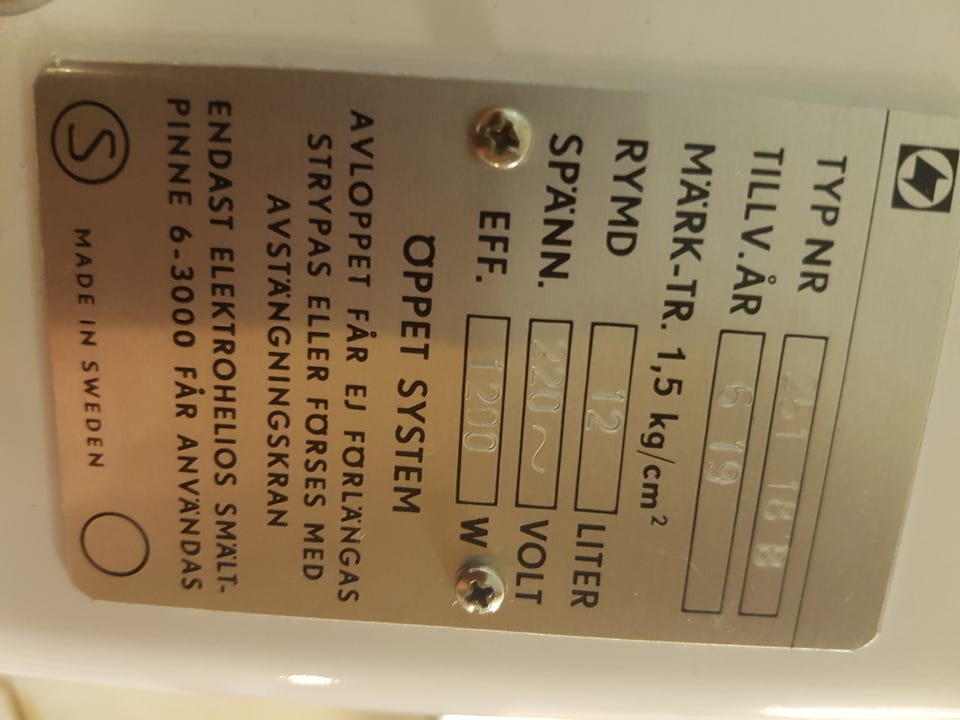 TYP NR 261 18 B
TILLV.ÅR 6 19
MÄRK-TR. 1,5 kg/cm²
RYMD 12 LITER
SPÄNN. 220~ VOLT
EFF. 1200 W
ÖPPET SYSTEM
AVLOPPET FÅR EJ FÖRLÄNGAS
STRYPAS ELLER FÖRSES MED
AVSTÄNGNINGSKRAN
ENDAST ELEKTROHELIOS SMÄLT-
PINNE 6-3000 FÅR ANVÄNDAS
S MADE IN SWEDEN